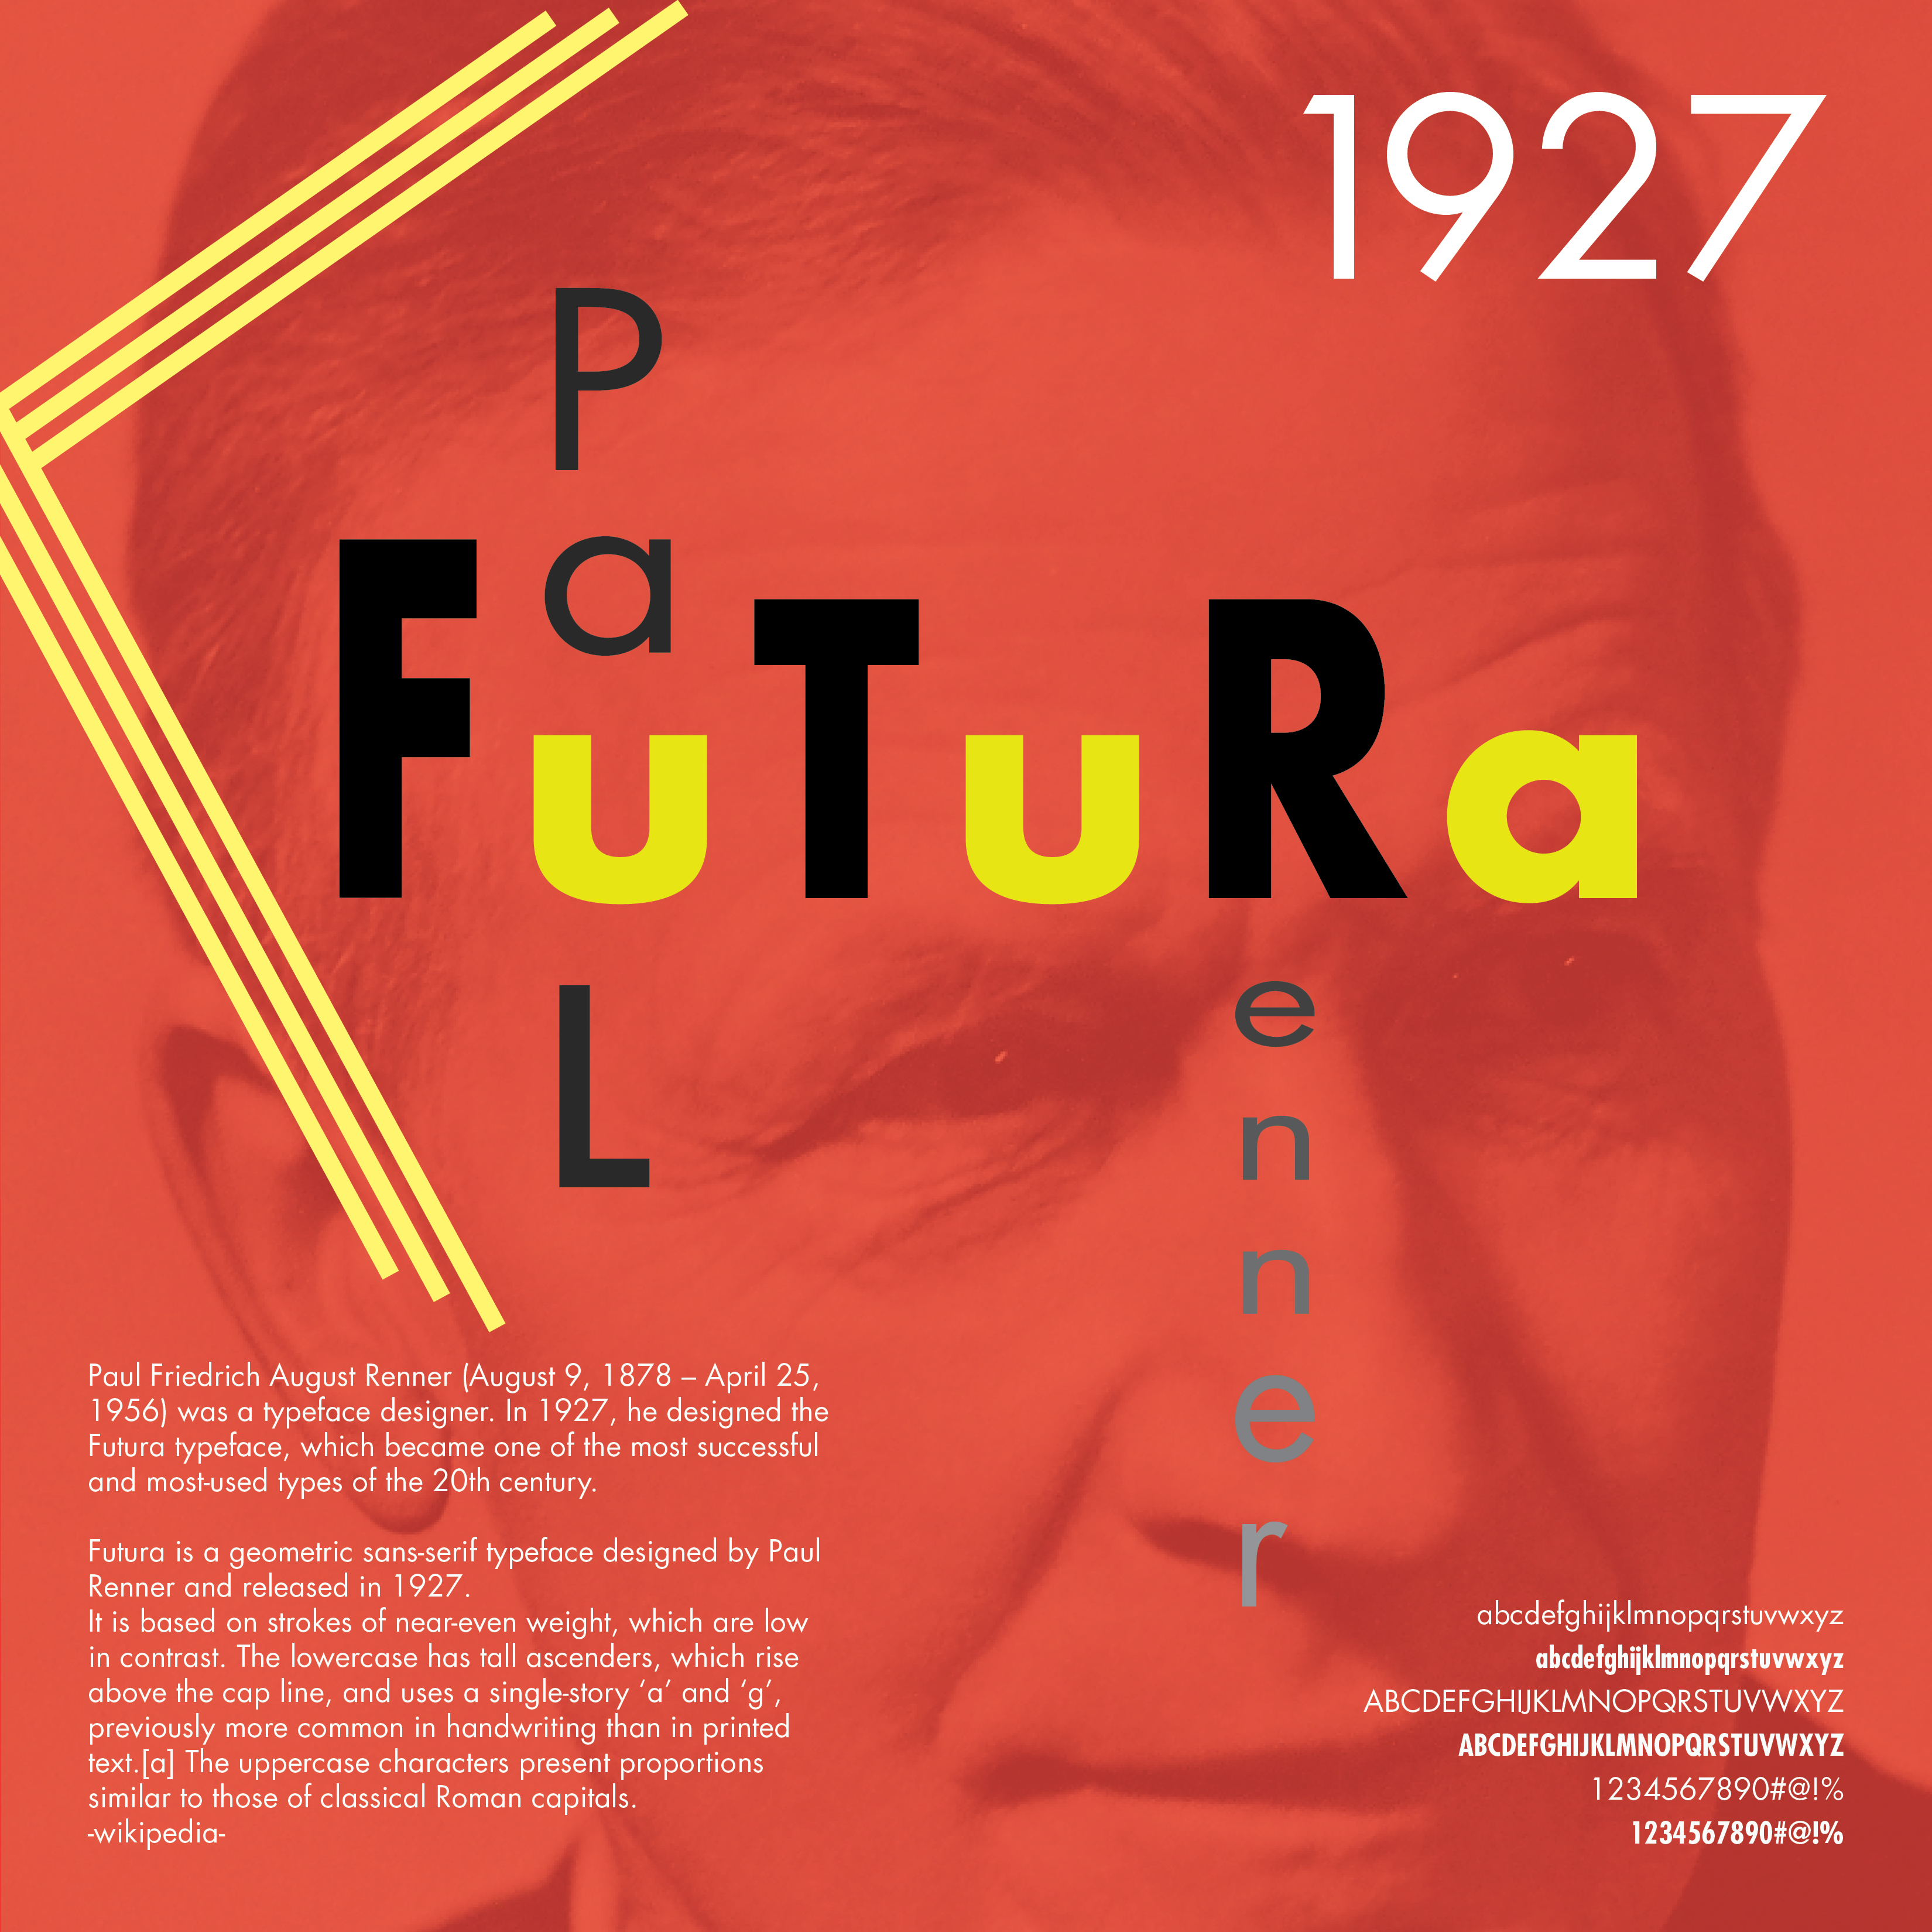 1927
P
a
FuTuRa
L
e
n
n
e
r
Paul Friedrich August Renner (August 9, 1878 – April 25,
1956) was a typeface designer. In 1927, he designed the
Futura typeface, which became one of the most successful
and most-used types of the 20th century.
Futura is a geometric sans-serif typeface designed by Paul
Renner and released in 1927.
It is based on strokes of near-even weight, which are low
in contrast. The lowercase has tall ascenders, which rise
above the cap line, and uses a single-story ‘a’ and ‘g’,
previously more common in handwriting than in printed
text.[a] The uppercase characters present proportions
similar to those of classical Roman capitals.
-wikipedia-
abcdefghijklmnopqrstuvwxyz
abcdefghijklmnopqrstuvwxyz
ABCDEFGHIJKLMNOPQRSTUVWXYZ
ABCDEFGHIJKLMNOPQRSTUVWXYZ
1234567890#@!%
1234567890#@!%